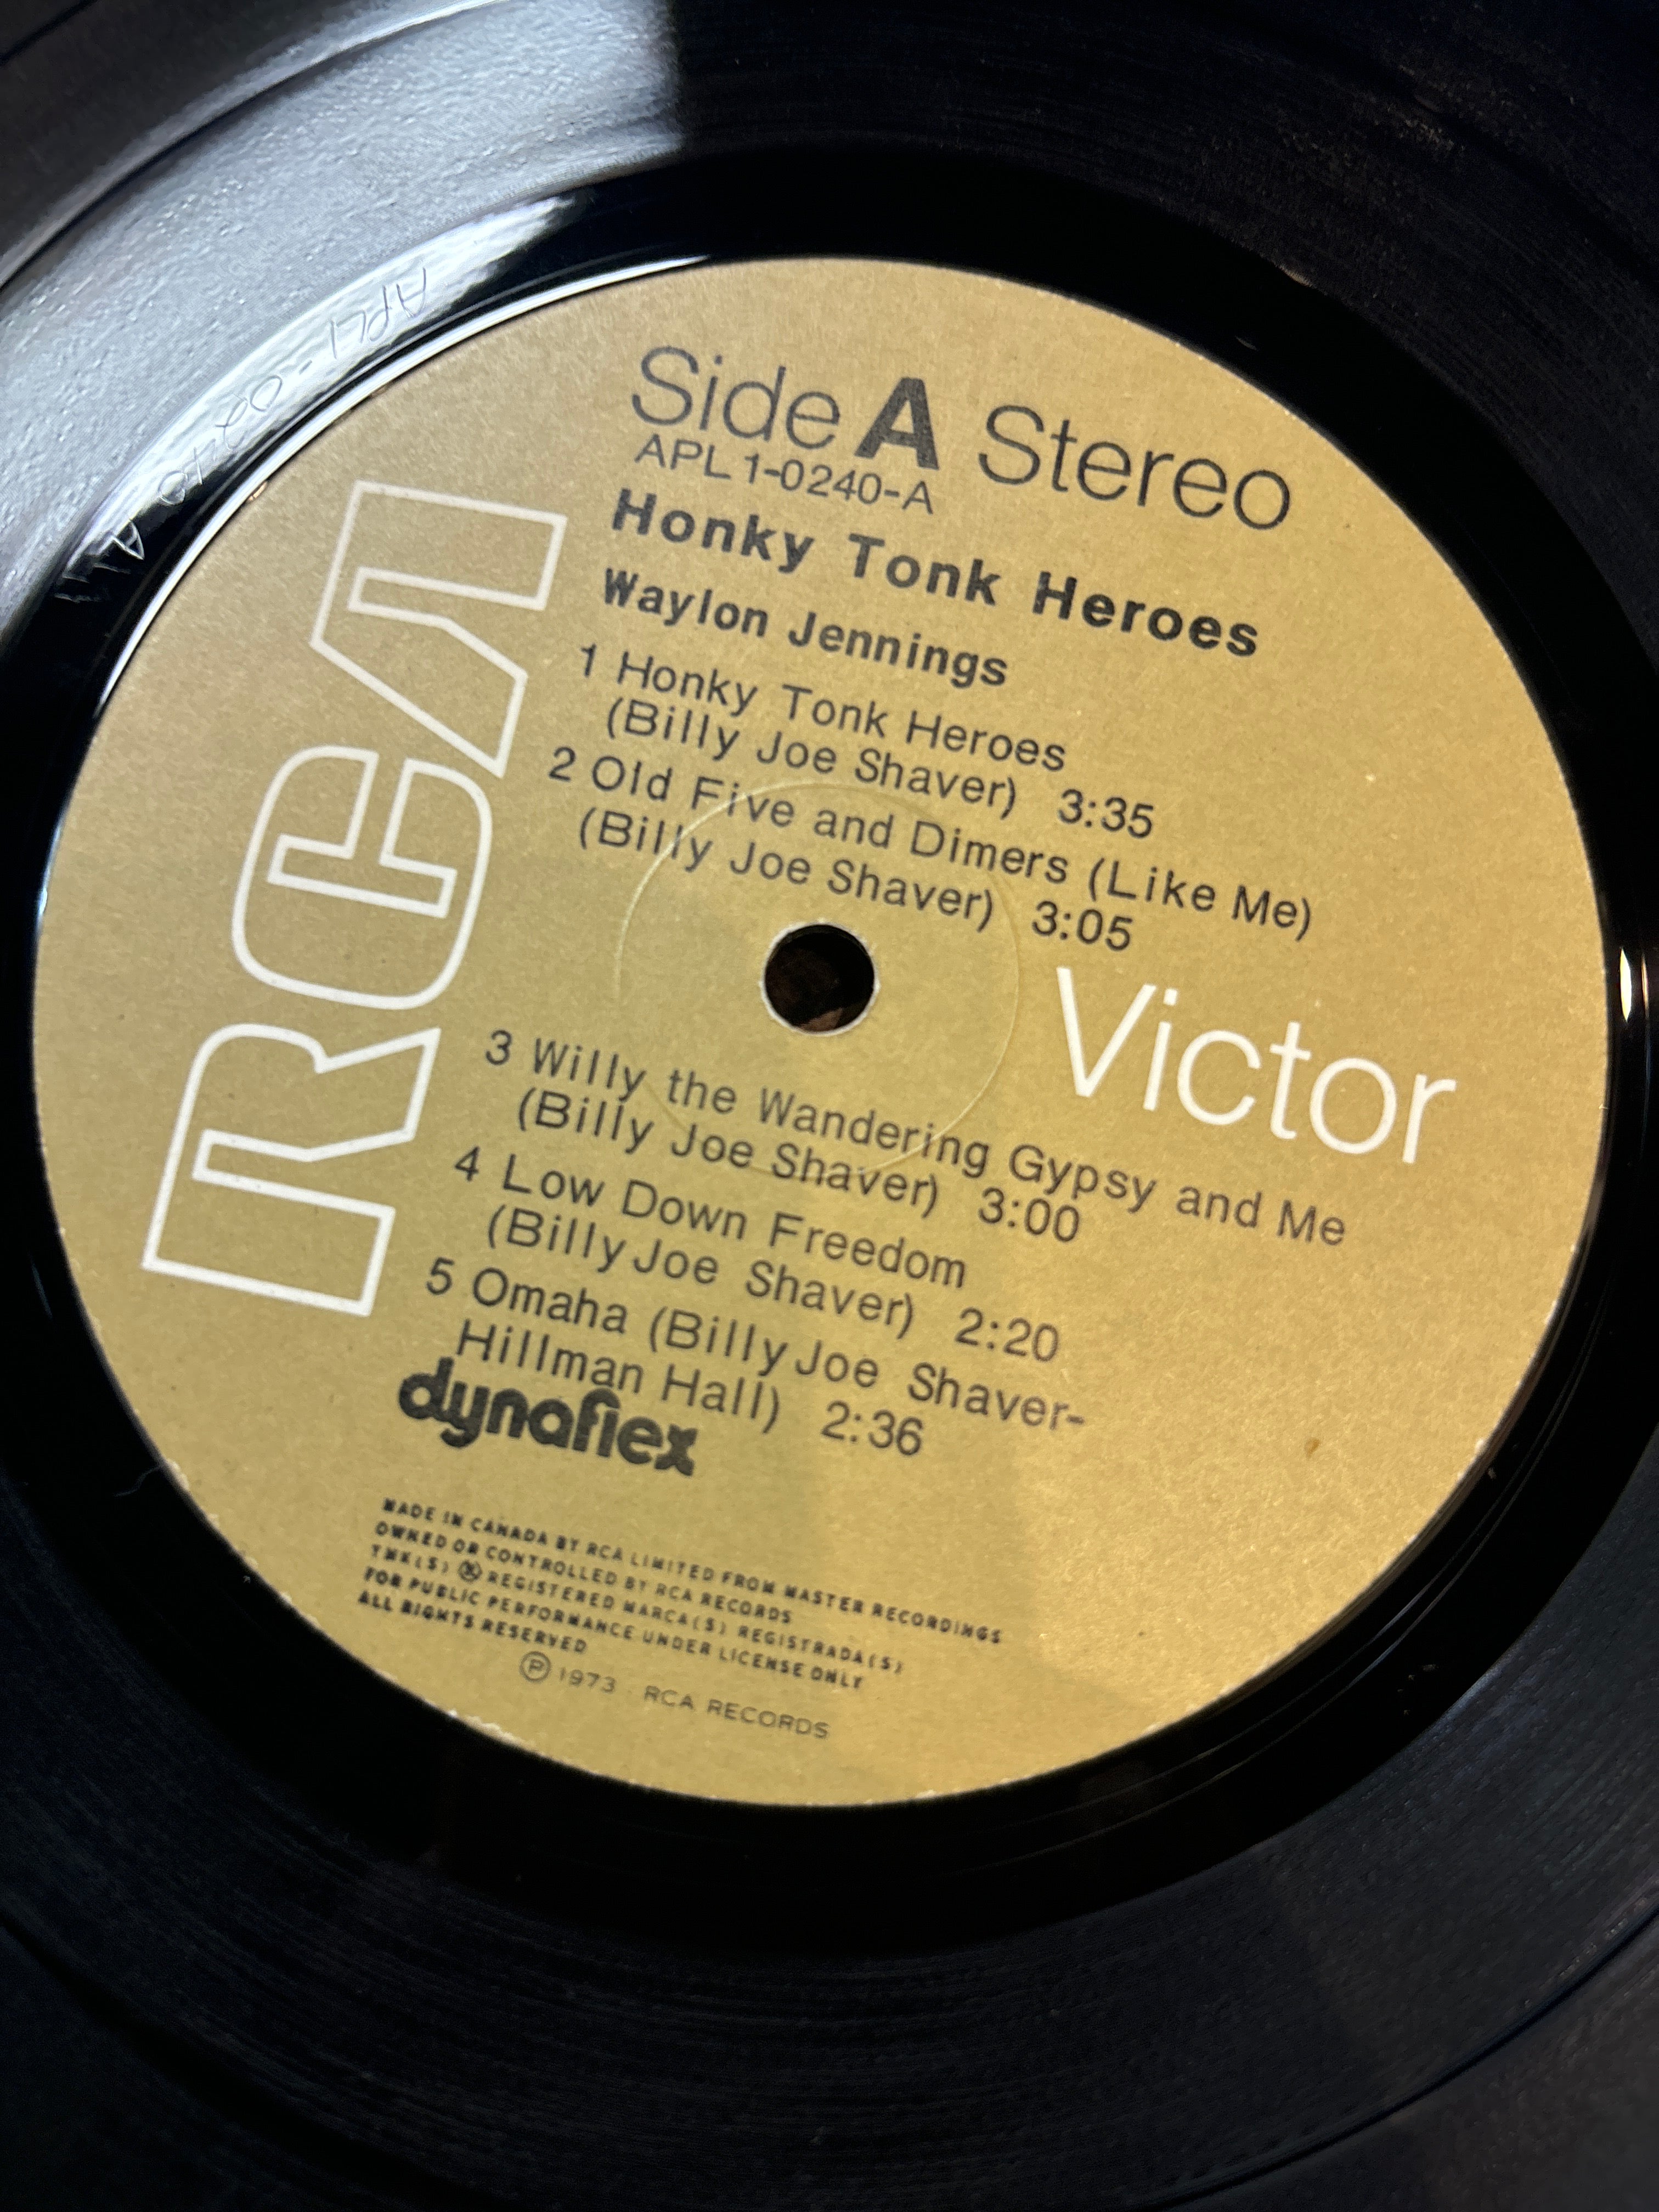 Side A Stereo
APL1-0240-A
Honky Tonk Heroes
Waylon Jennings
1 Honky Tonk Heroes
(Billy Joe Shaver) 3:35
2 Old Five and Dimers (Like Me)
(Billy Joe Shaver) 3:05
RCA
Victor
3 Willy the Wandering Gypsy and Me
(Billy Joe Shaver) 3:00
4 Low Down Freedom
(Billy Joe Shaver) 2:20
5 Omaha (Billy Joe Shaver-
Hillman Hall) 2:36
dynaflex
MADE IN CANADA BY RCA LIMITED FROM MASTER RECORDINGS
OWNED OR CONTROLLED BY RCA RECORDS
TMK(S) ® REGISTERED MARCA(S) REGISTRADA(S)
FOR PUBLIC PERFORMANCE UNDER LICENSE ONLY
ALL RIGHTS RESERVED
℗ 1973 RCA RECORDS
APL1-0240 A